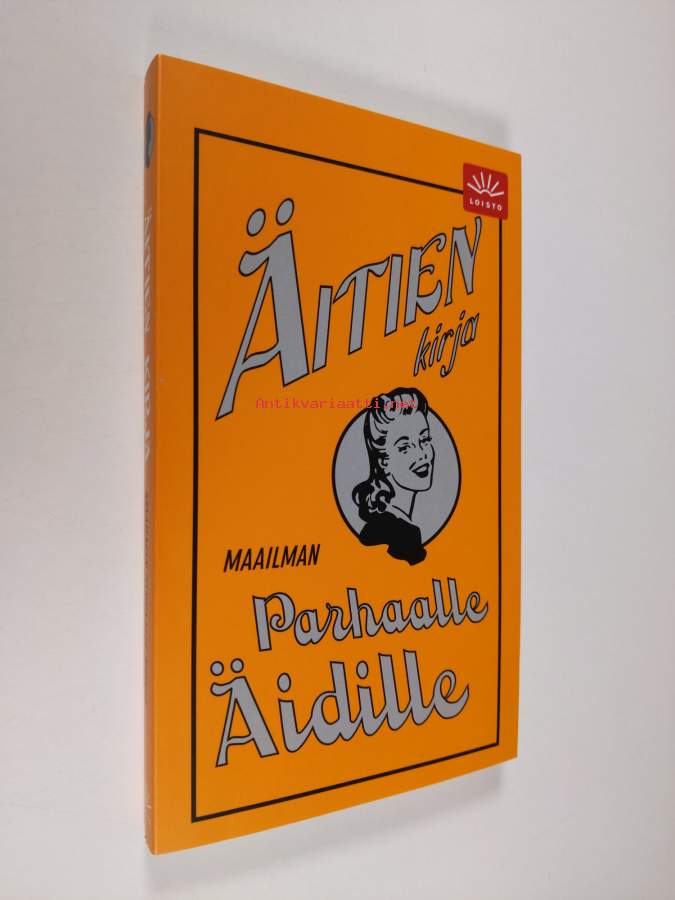 LOISTO
ÄITIEN
kirja
Antikvariaatti.net
MAAILMAN
Parhaalle
Äidille
ÄITIEN KIRJA